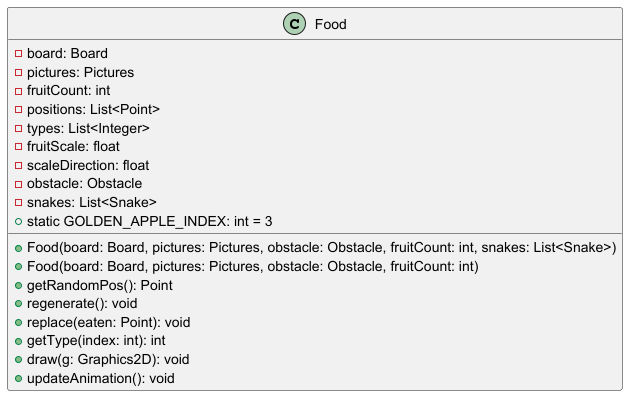 C Food
board: Board
pictures: Pictures
fruitCount: int
positions: List<Point>
types: List<Integer>
fruitScale: float
scaleDirection: float
obstacle: Obstacle
snakes: List<Snake>
static GOLDEN_APPLE_INDEX: int = 3
Food(board: Board, pictures: Pictures, obstacle: Obstacle, fruitCount: int, snakes: List<Snake>)
Food(board: Board, pictures: Pictures, obstacle: Obstacle, fruitCount: int)
getRandomPos(): Point
regenerate(): void
replace(eaten: Point): void
getType(index: int): int
draw(g: Graphics2D): void
updateAnimation(): void